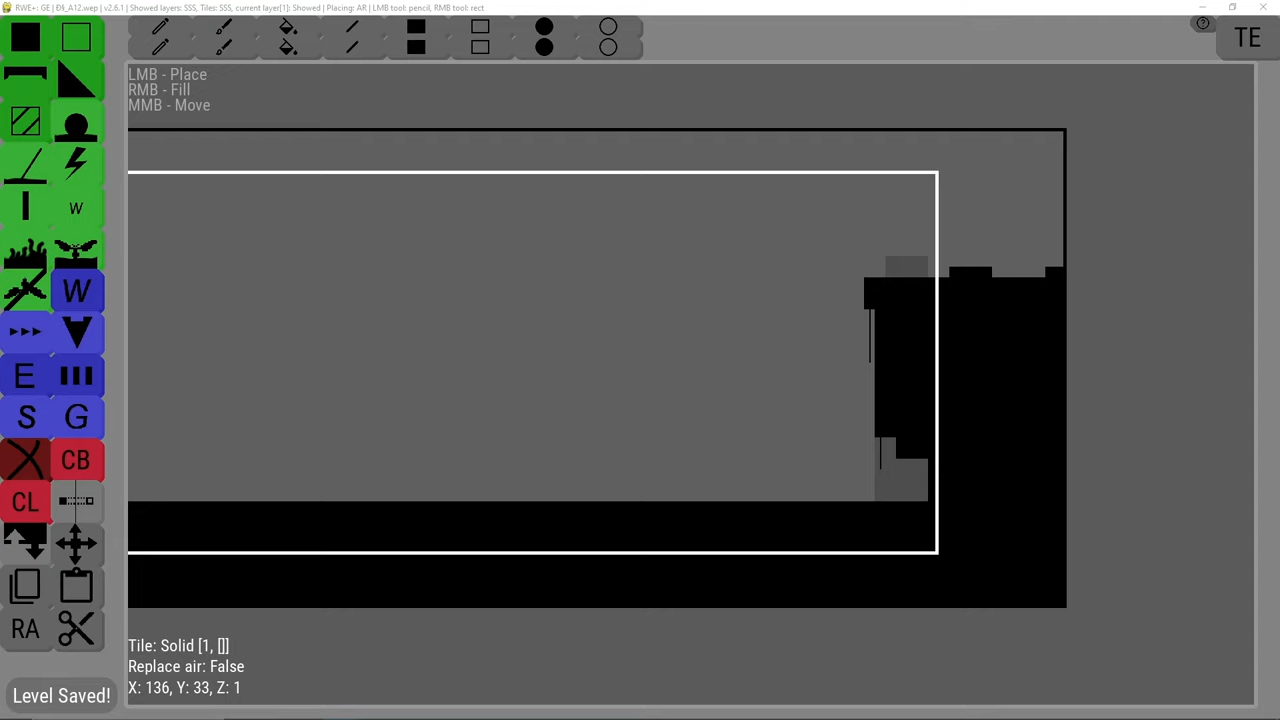 RWE+: GE | Đ§_A12.wep | v2.6.1 | Showed layers: SSS, Tiles: SSS, current layer[1]: Showed | Placing: AR | LMB tool: pencil, RMB tool: rect
?
TE
LMB - Place
RMB - Fill
MMB - Move
W
W
E
S G
CB
CL
RA
Tile: Solid [1, []]
Replace air: False
X: 136, Y: 33, Z: 1
Level Saved!